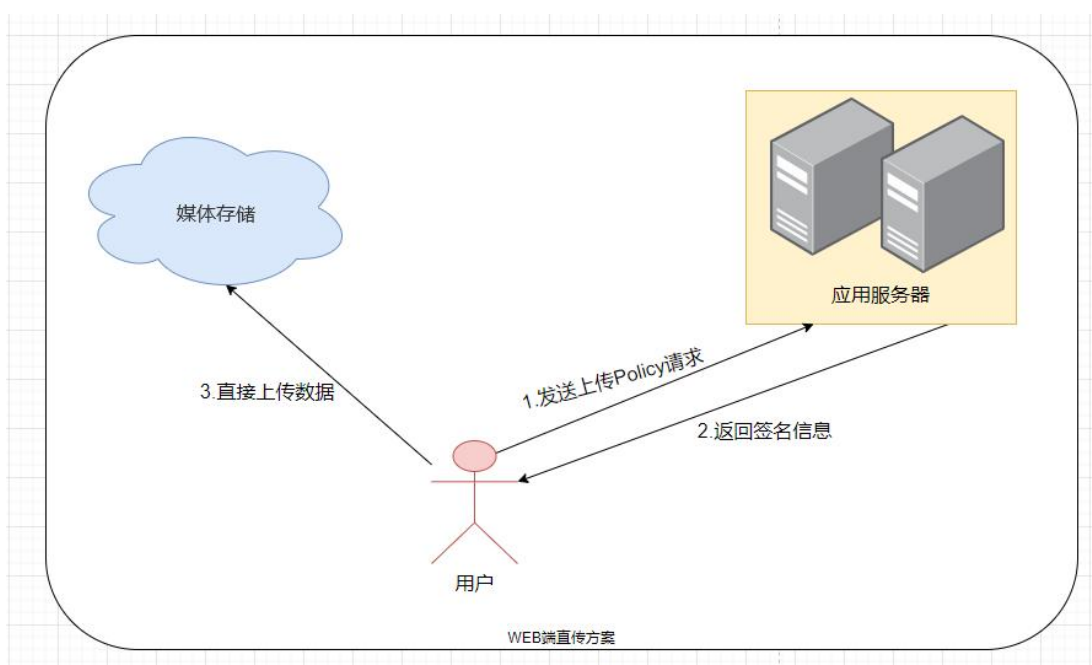 媒体存储
应用服务器
1.发送上传Policy请求
3.直接上传数据
2.返回签名信息
用户
WEB端直传方案